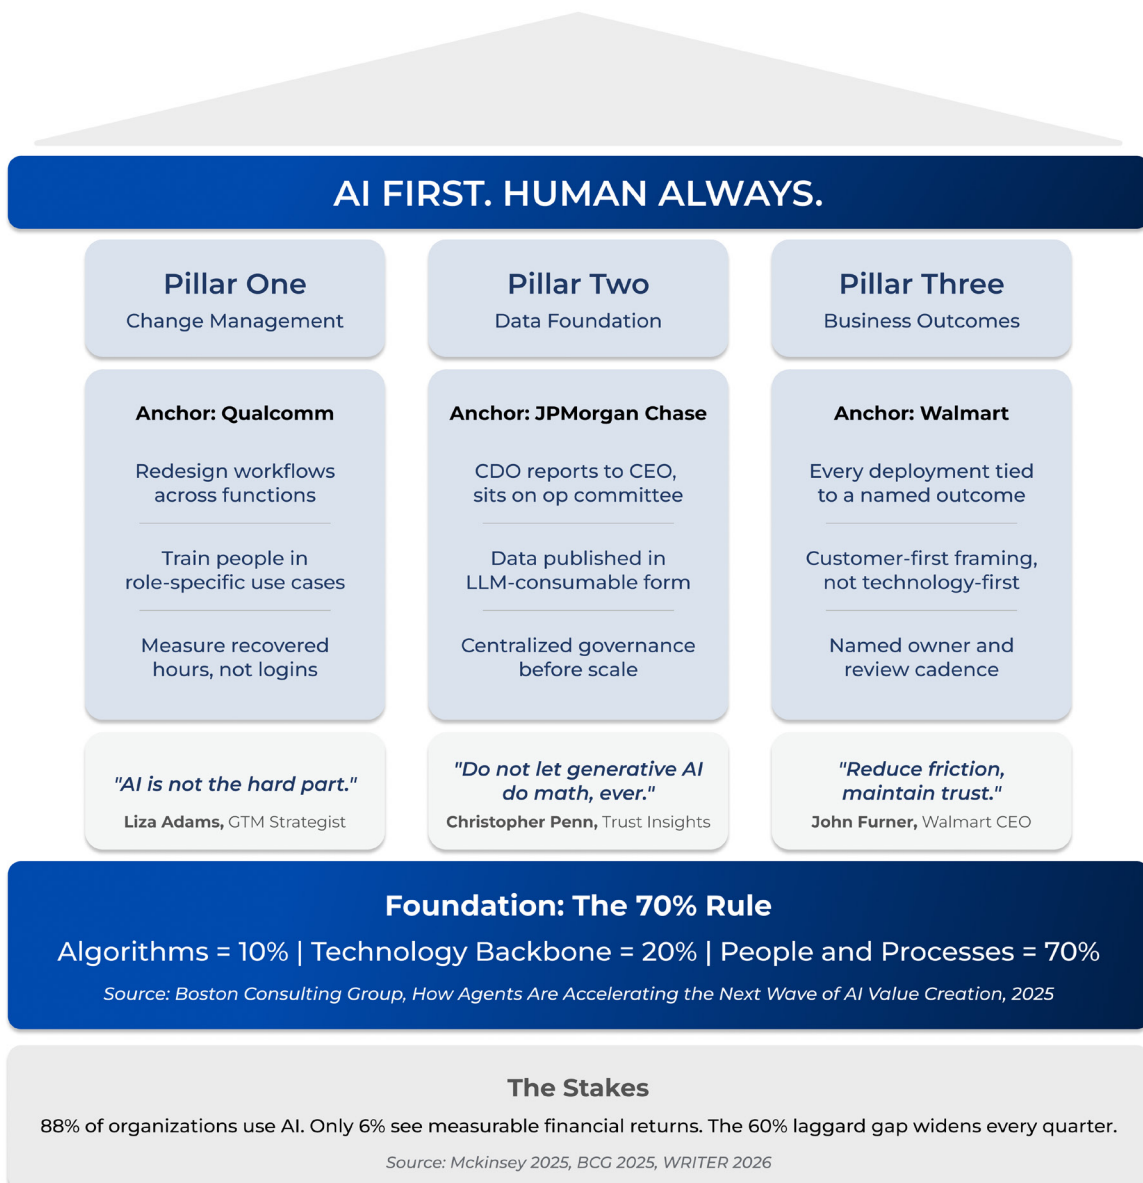 AI FIRST. HUMAN ALWAYS.
Pillar One
Change Management
Anchor: Qualcomm
Redesign workflows
across functions
Train people in
role-specific use cases
Measure recovered
hours, not logins
"AI is not the hard part."
Liza Adams, GTM Strategist
Pillar Two
Data Foundation
Anchor: JPMorgan Chase
CDO reports to CEO,
sits on op committee
Data published in
LLM-consumable form
Centralized governance
before scale
"Do not let generative AI
do math, ever."
Christopher Penn, Trust Insights
Pillar Three
Business Outcomes
Anchor: Walmart
Every deployment tied
to a named outcome
Customer-first framing,
not technology-first
Named owner and
review cadence
"Reduce friction,
maintain trust."
John Furner, Walmart CEO
Foundation: The 70% Rule
Algorithms = 10% | Technology Backbone = 20% | People and Processes = 70%
Source: Boston Consulting Group, How Agents Are Accelerating the Next Wave of AI Value Creation, 2025
The Stakes
88% of organizations use AI. Only 6% see measurable financial returns. The 60% laggard gap widens every quarter.
Source: Mckinsey 2025, BCG 2025, WRITER 2026